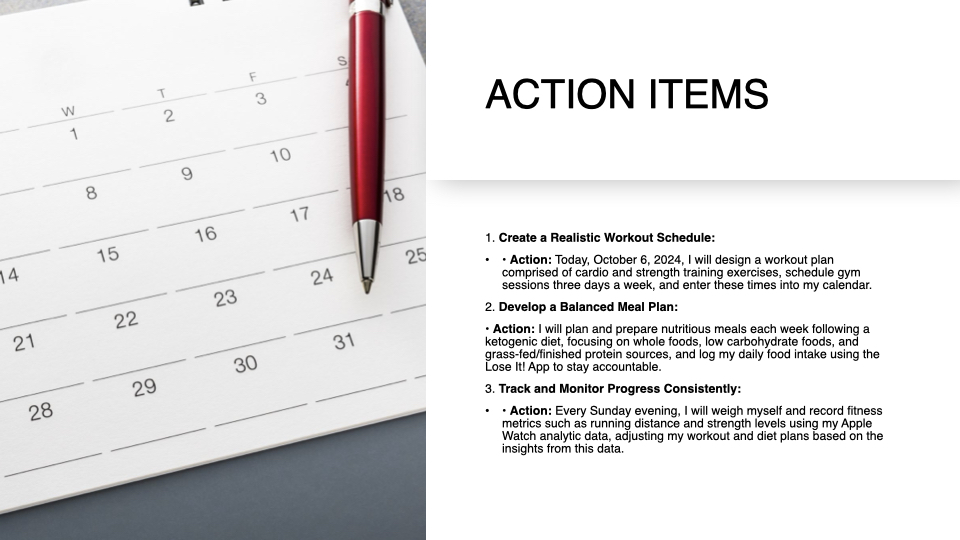 ACTION ITEMS
W T F S
1 2 3
8 9 10
14 15 16 17 18
21 22 23 24 25
28 29 30 31
1. Create a Realistic Workout Schedule:
• • Action: Today, October 6, 2024, I will design a workout plan
comprised of cardio and strength training exercises, schedule gym
sessions three days a week, and enter these times into my calendar.
2. Develop a Balanced Meal Plan:
• Action: I will plan and prepare nutritious meals each week following a
ketogenic diet, focusing on whole foods, low carbohydrate foods, and
grass-fed/finished protein sources, and log my daily food intake using the
Lose It! App to stay accountable.
3. Track and Monitor Progress Consistently:
• • Action: Every Sunday evening, I will weigh myself and record fitness
metrics such as running distance and strength levels using my Apple
Watch analytic data, adjusting my workout and diet plans based on the
insights from this data.